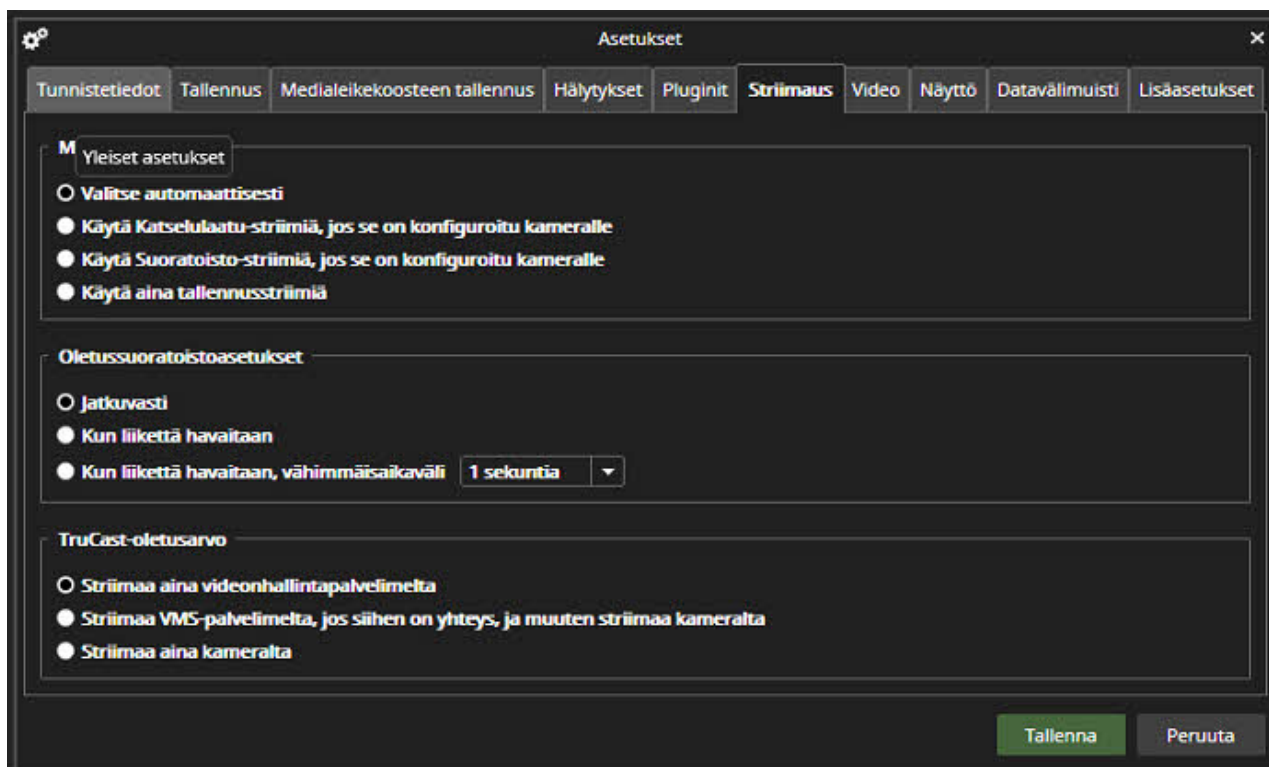 Asetukset
Tunnistetiedot Tallennus Medialeikekoosteen tallennus Hälytykset Pluginit Striimaus Video Näyttö Datavälimuisti Lisäasetukset
M
Yleiset asetukset
Valitse automaattisesti
Käytä Katselulaatu-striimiä, jos se on konfiguroitu kameralle
Käytä Suoratoisto-striimiä, jos se on konfiguroitu kameralle
Käytä aina tallennusstriimiä
Oletussuoratoistoasetukset
Jatkuvasti
Kun liikettä havaitaan
Kun liikettä havaitaan, vähimmäisaikaväli 1 sekuntia
TruCast-oletusarvo
Striimaa aina videonhallintapalvelimelta
Striimaa VMS-palvelimelta, jos siihen on yhteys, ja muuten striimaa kameralta
Striimaa aina kameralta
Tallenna Peruuta